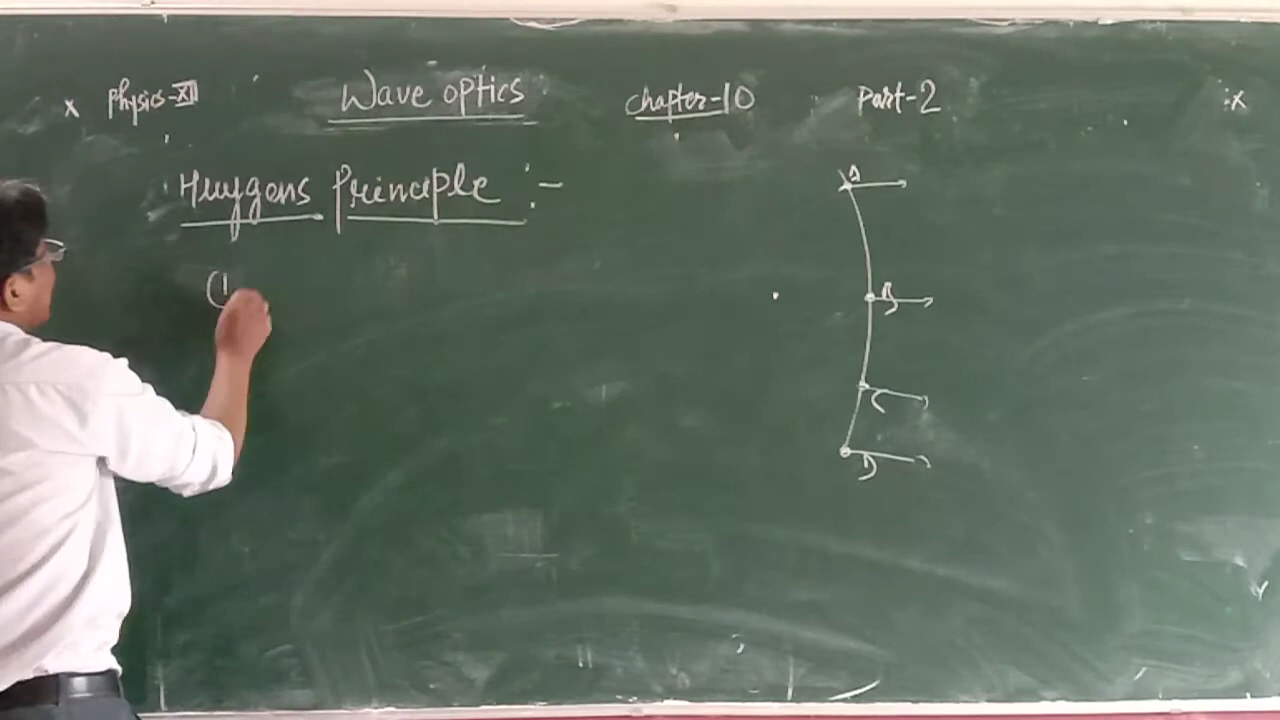 x Physics-XII Wave optics Chapter-10 Part-2 x
Huygens Principle :-
(1
A
B
C
D